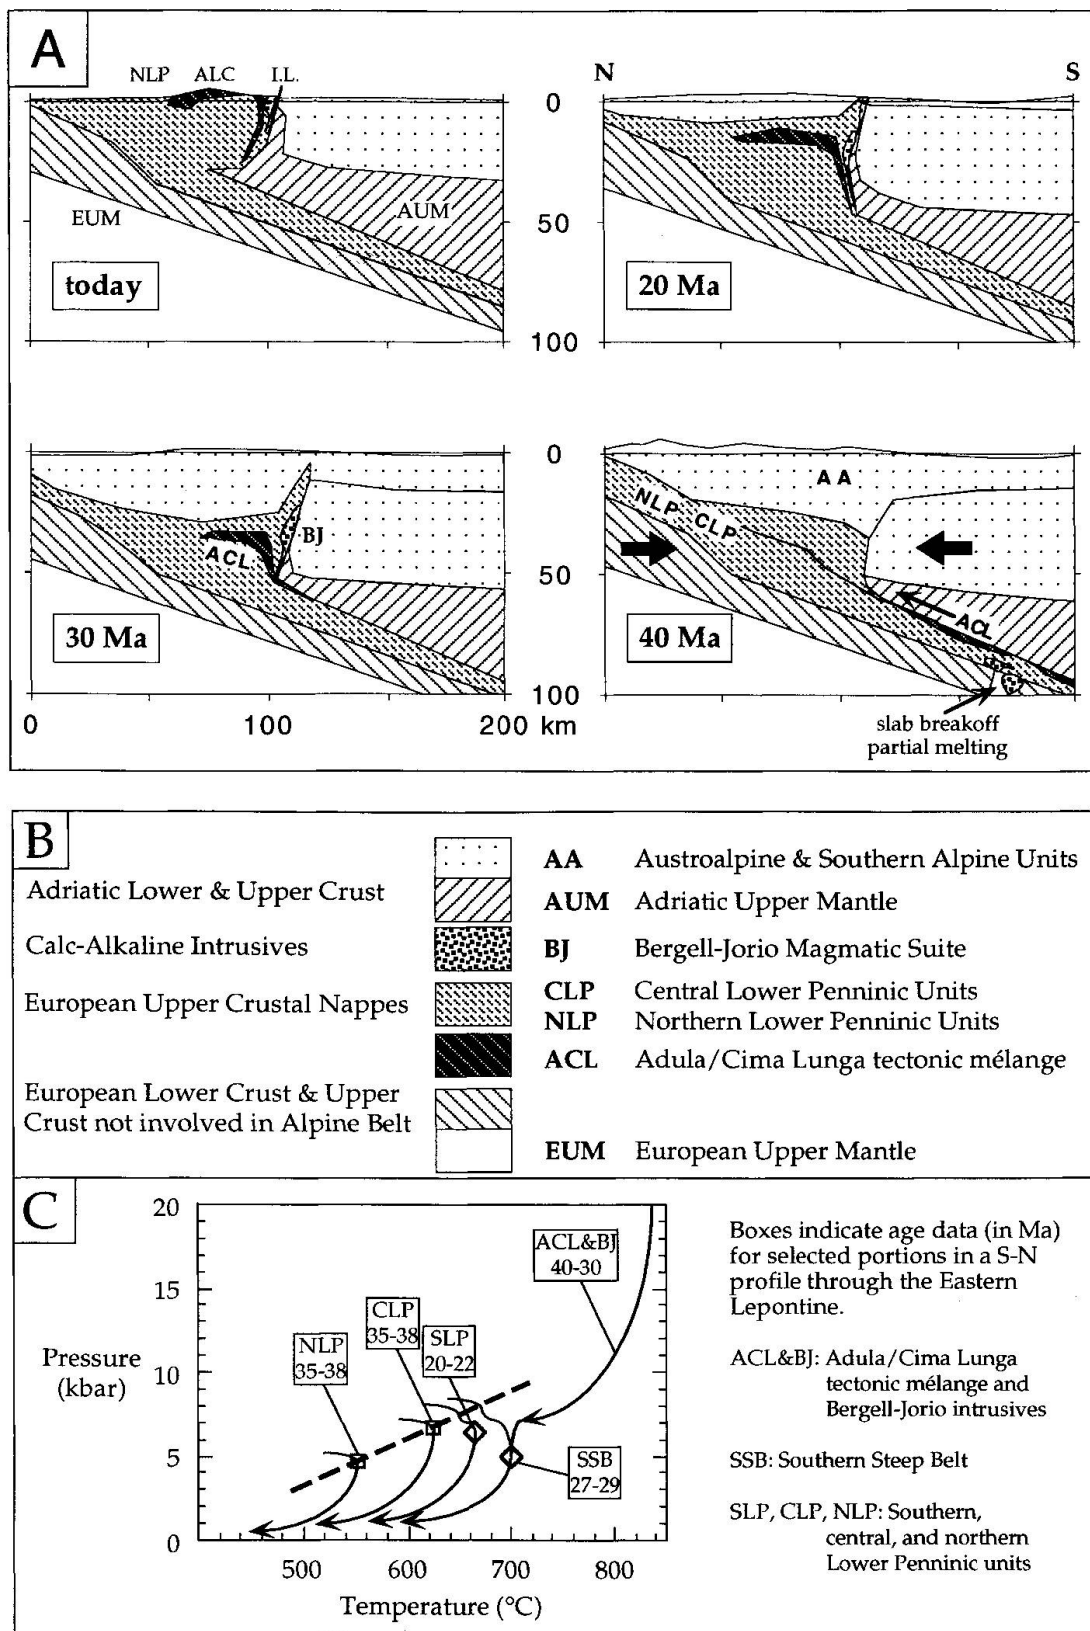 A
NLP ALC I.L.
EUM
AUM
today
0
50
100
N S
20 Ma
30 Ma
ACL
BJ
0 100 200 km
0
50
100
AA
NLP CLP
ACL
40 Ma
slab breakoff
partial melting
B
Adriatic Lower & Upper Crust
Calc-Alkaline Intrusives
European Upper Crustal Nappes
European Lower Crust & Upper
Crust not involved in Alpine Belt
AA Austroalpine & Southern Alpine Units
AUM Adriatic Upper Mantle
BJ Bergell-Jorio Magmatic Suite
CLP Central Lower Penninic Units
NLP Northern Lower Penninic Units
ACL Adula/Cima Lunga tectonic mélange
EUM European Upper Mantle
C
Pressure
(kbar)
20
15
10
5
0
500 600 700 800
Temperature (°C)
NLP
35-38
CLP
35-38
SLP
20-22
ACL&BJ
40-30
SSB
27-29
Boxes indicate age data (in Ma)
for selected portions in a S-N
profile through the Eastern
Lepontine.
ACL&BJ: Adula/Cima Lunga
tectonic mélange and
Bergell-Jorio intrusives
SSB: Southern Steep Belt
SLP, CLP, NLP: Southern,
central, and northern
Lower Penninic units